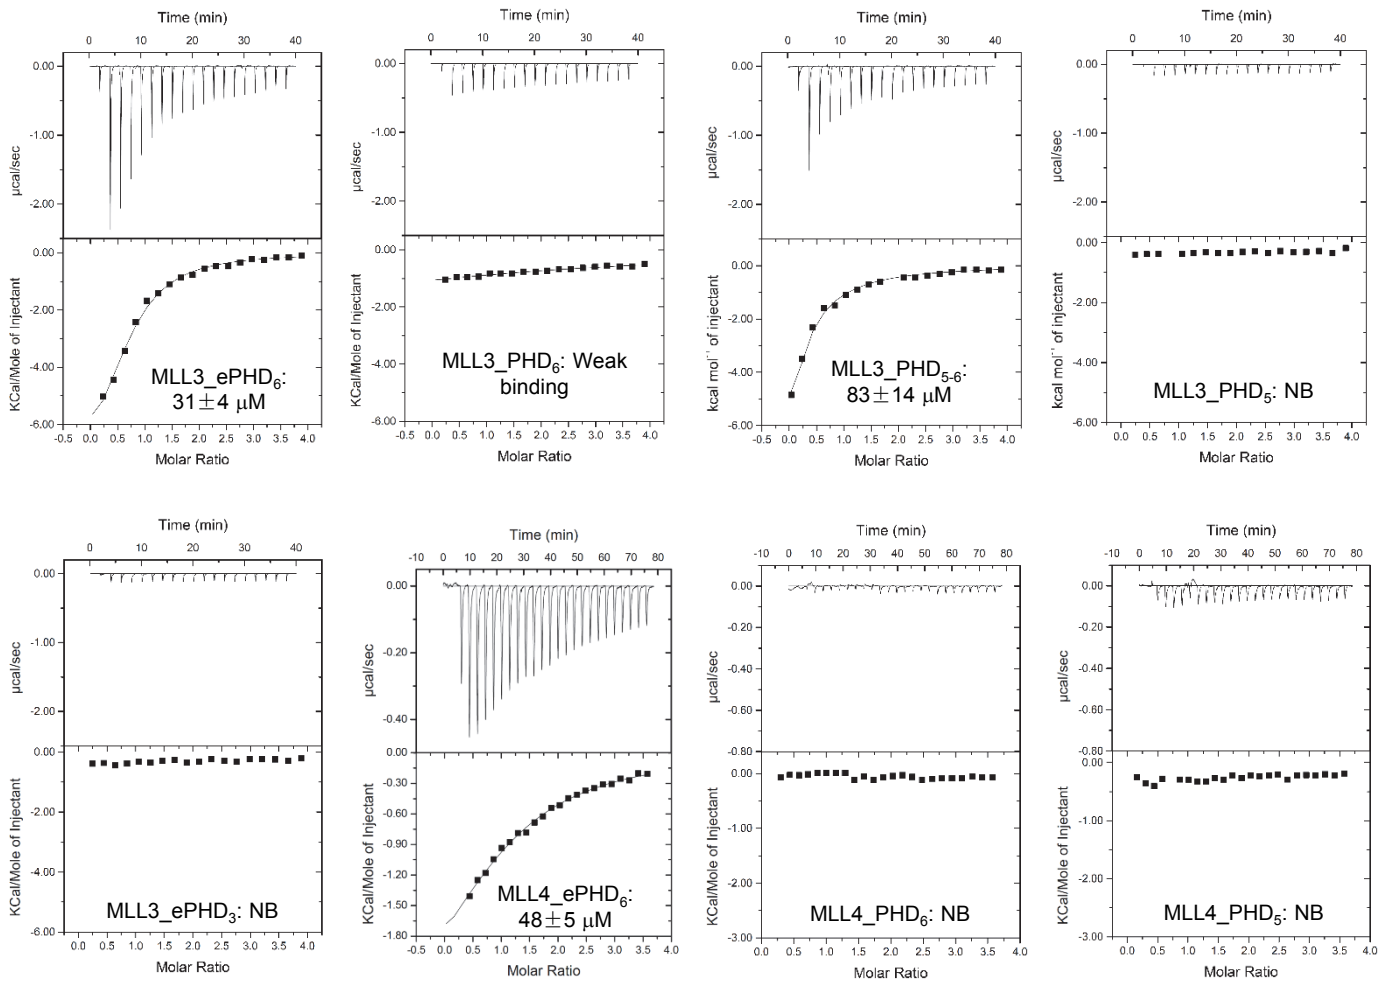 Time (min)
0 10 20 30 40
0.00
-1.00
-2.00
µcal/sec
0.00
-2.00
-4.00
-6.00
KCal/Mole of Injectant
MLL3_ePHD6:
31±4 µM
-0.5 0.0 0.5 1.0 1.5 2.0 2.5 3.0 3.5 4.0
Molar Ratio
Time (min)
0 10 20 30 40
0.00
-1.00
-2.00
µcal/sec
0.00
-2.00
-4.00
-6.00
KCal/Mole of Injectant
MLL3_PHD6: Weak
binding
-0.5 0.0 0.5 1.0 1.5 2.0 2.5 3.0 3.5 4.0
Molar Ratio
Time (min)
0 10 20 30 40
0.00
-1.00
-2.00
µcal/sec
0.00
-2.00
-4.00
-6.00
kcal mol⁻¹ of injectant
MLL3_PHD5-6:
83±14 µM
-0.5 0.0 0.5 1.0 1.5 2.0 2.5 3.0 3.5 4.0
Molar Ratio
Time (min)
0 10 20 30 40
0.00
-1.00
-2.00
µcal/sec
0.00
-2.00
-4.00
-6.00
kcal mol⁻¹ of injectant
MLL3_PHD5: NB
0.0 0.5 1.0 1.5 2.0 2.5 3.0 3.5 4.0
Molar Ratio
Time (min)
0 10 20 30 40
0.00
-1.00
-2.00
µcal/sec
0.00
-2.00
-4.00
-6.00
KCal/Mole of Injectant
MLL3_ePHD3: NB
-0.5 0.0 0.5 1.0 1.5 2.0 2.5 3.0 3.5 4.0
Molar Ratio
Time (min)
-10 0 10 20 30 40 50 60 70 80
0.00
-0.20
-0.40
µcal/sec
0.00
-0.30
-0.60
-0.90
-1.20
-1.50
-1.80
KCal/Mole of Injectant
MLL4_ePHD6:
48±5 µM
-0.5 0.0 0.5 1.0 1.5 2.0 2.5 3.0 3.5 4.0
Molar Ratio
Time (min)
-10 0 10 20 30 40 50 60 70 80
0.00
-0.20
-0.40
-0.60
-0.80
µcal/sec
0.00
-1.00
-2.00
-3.00
KCal/Mole of Injectant
MLL4_PHD6: NB
0.0 0.5 1.0 1.5 2.0 2.5 3.0 3.5 4.0
Molar Ratio
Time (min)
-10 0 10 20 30 40 50 60 70 80
0.00
-0.20
-0.40
-0.60
-0.80
µcal/sec
0.00
-1.00
-2.00
-3.00
KCal/Mole of Injectant
MLL4_PHD5: NB
0.0 0.5 1.0 1.5 2.0 2.5 3.0 3.5 4.0
Molar Ratio